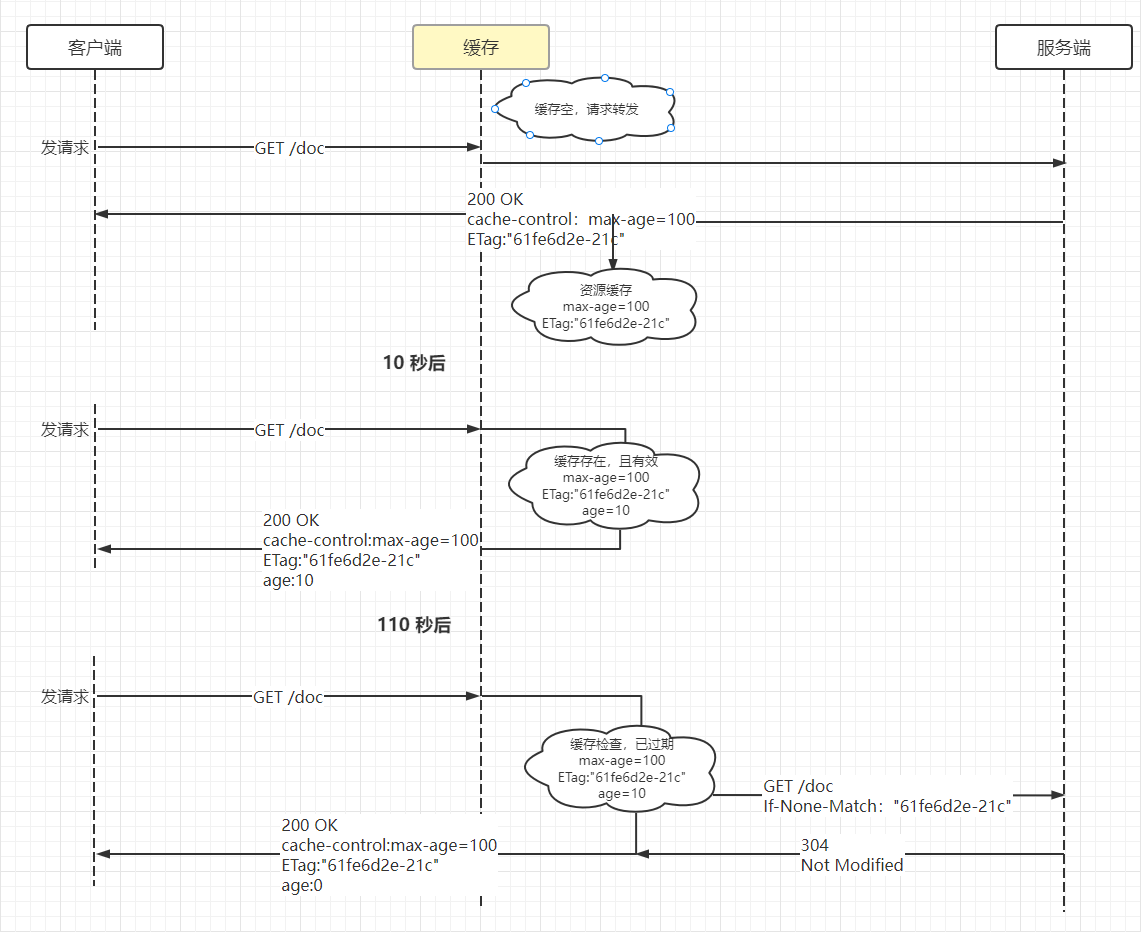 客户端
缓存
服务端
缓存空，请求转发
发请求
GET /doc
200 OK
cache-control：max-age=100
ETag:"61fe6d2e-21c"
资源缓存
max-age=100
ETag:"61fe6d2e-21c"
10 秒后
发请求
GET /doc
缓存存在，且有效
max-age=100
ETag:"61fe6d2e-21c"
age=10
200 OK
cache-control:max-age=100
ETag:"61fe6d2e-21c"
age:10
110 秒后
发请求
GET /doc
缓存检查，已过期
max-age=100
ETag:"61fe6d2e-21c"
age=10
GET /doc
If-None-Match："61fe6d2e-21c"
200 OK
cache-control:max-age=100
ETag:"61fe6d2e-21c"
age:0
304
Not Modified